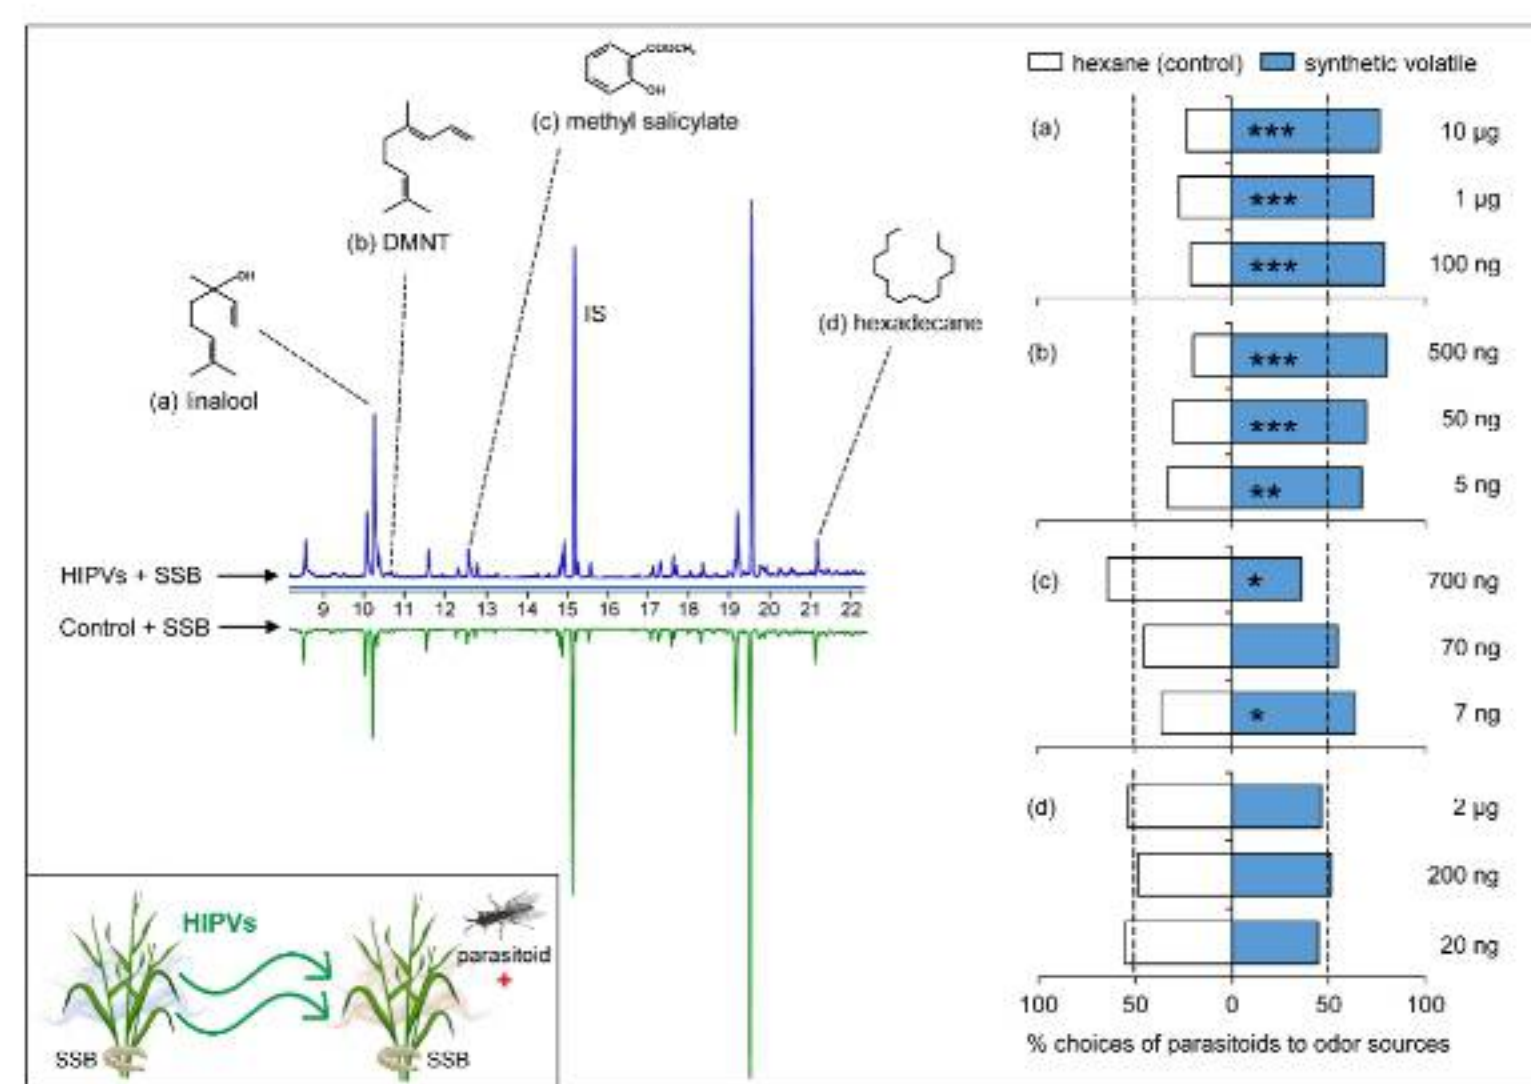 COOCH₃
OH
(c) methyl salicylate
(b) DMNT
OH
(a) linalool
IS
(d) hexadecane
HIPVs + SSB
9 10 11 12 13 14 15 16 17 18 19 20 21 22
Control + SSB
HIPVs
parasitoid
+
SSB
SSB
hexane (control) synthetic volatile
(a)
*** 10 µg
*** 1 µg
*** 100 ng
(b)
*** 500 ng
*** 50 ng
** 5 ng
(c)
* 700 ng
70 ng
* 7 ng
(d)
2 µg
200 ng
20 ng
100 50 0 50 100
% choices of parasitoids to odor sources